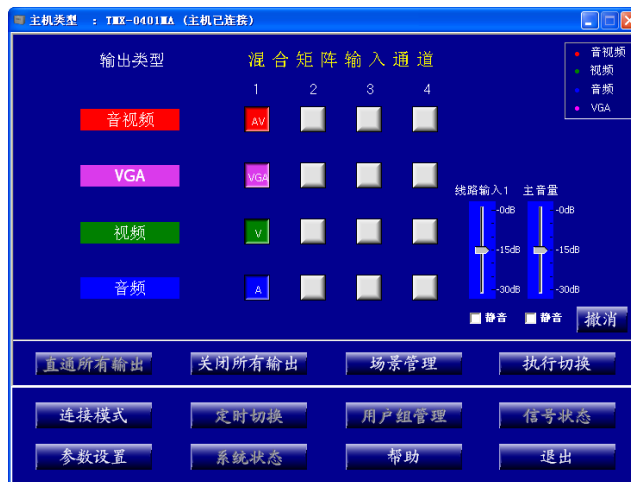 主机类型 : TMX-0401MA (主机已连接)
输出类型 混合矩阵输入通道
音视频
视频
音频
VGA
1 2 3 4
音视频 AV
VGA VGA
视频 V
音频 A
线路输入1 主音量
-0dB -0dB
-15dB -15dB
-30dB -30dB
静音 静音 撤消
直通所有输出 关闭所有输出 场景管理 执行切换
连接模式 定时切换 用户组管理 信号状态
参数设置 系统状态 帮助 退出